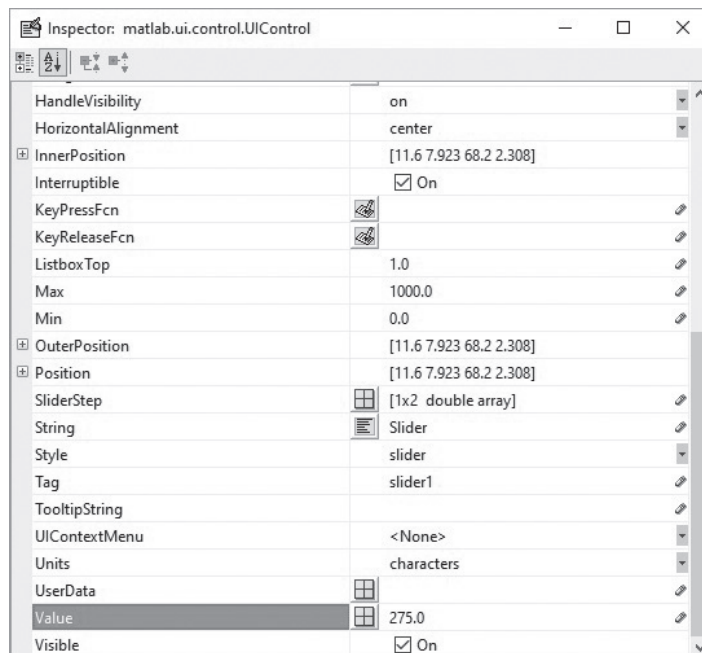 Inspector: matlab.ui.control.UIControl
HandleVisibility on
HorizontalAlignment center
InnerPosition [11.6 7.923 68.2 2.308]
Interruptible On
KeyPressFcn
KeyReleaseFcn
ListboxTop 1.0
Max 1000.0
Min 0.0
OuterPosition [11.6 7.923 68.2 2.308]
Position [11.6 7.923 68.2 2.308]
SliderStep [1x2 double array]
String Slider
Style slider
Tag slider1
TooltipString
UIContextMenu <None>
Units characters
UserData
Value 275.0
Visible On